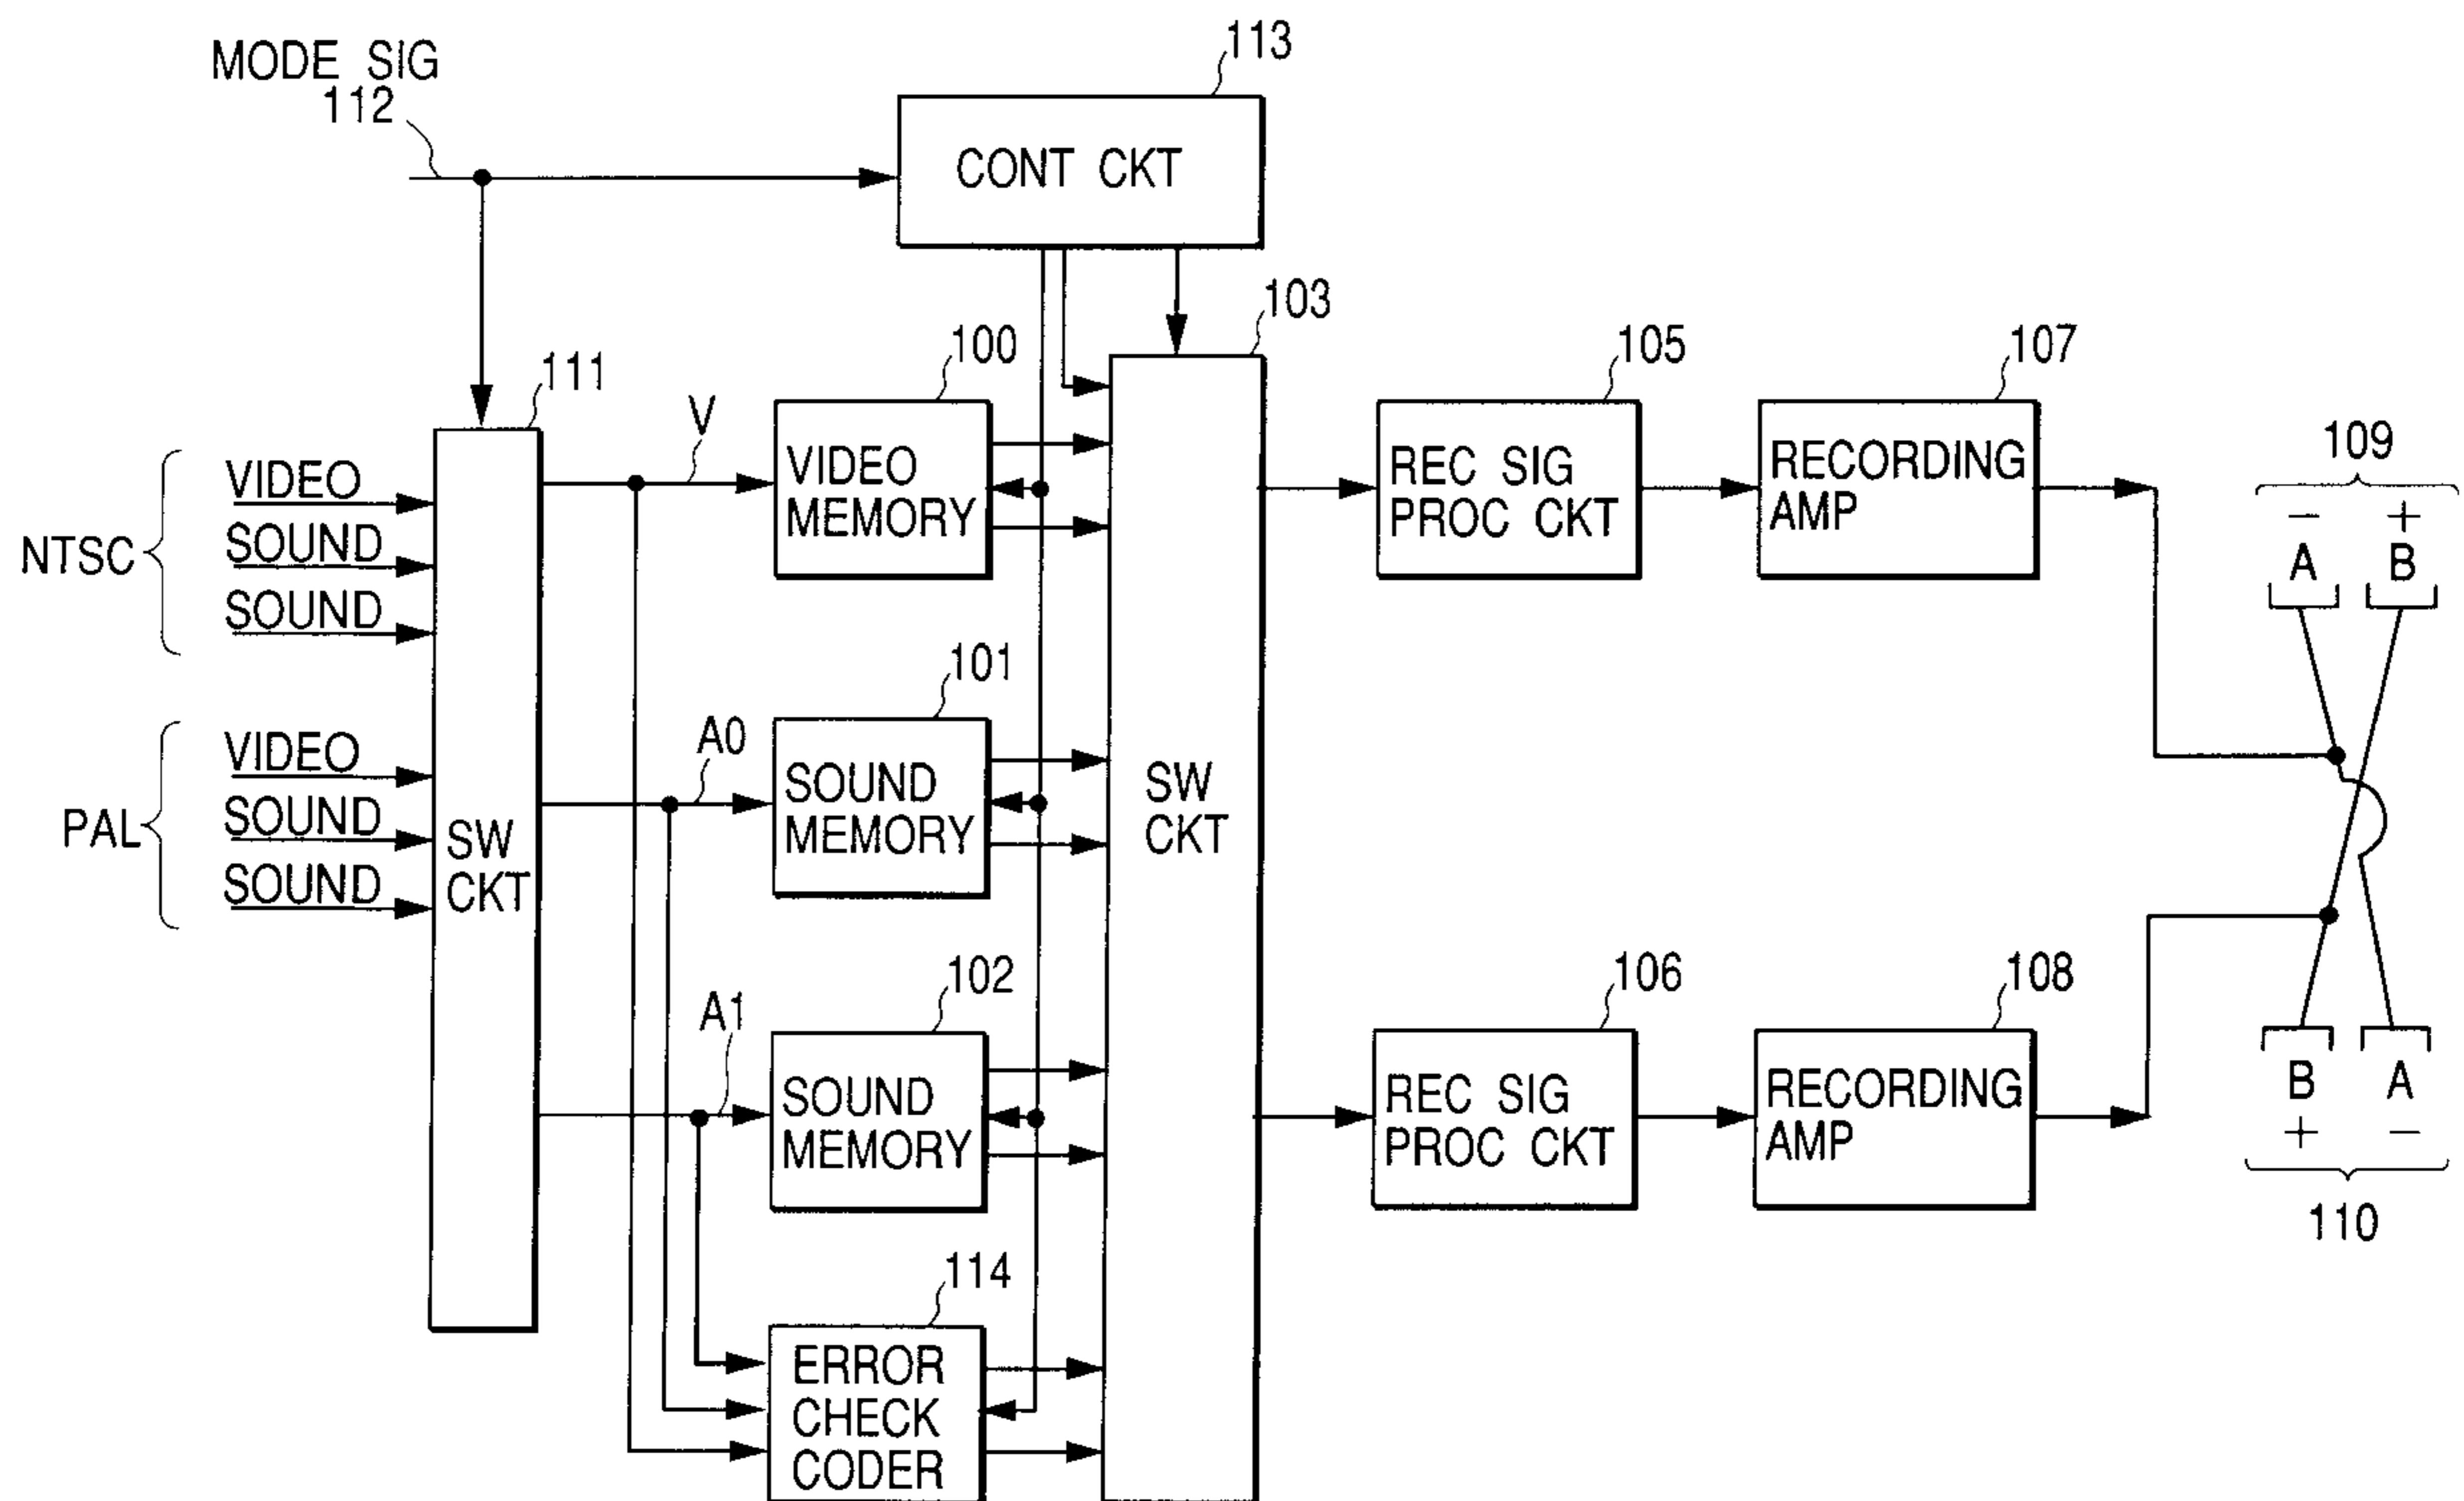 MODE SIG
112
113
CONT CKT
103
111
V
100
VIDEO
MEMORY
105
REC SIG
PROC CKT
107
RECORDING
AMP
109
− +
A B
NTSC
VIDEO
SOUND
SOUND
PAL
VIDEO
SOUND
SOUND
SW
CKT
A0
101
SOUND
MEMORY
SW
CKT
A1
102
SOUND
MEMORY
106
REC SIG
PROC CKT
108
RECORDING
AMP
B A
+ −
110
114
ERROR
CHECK
CODER